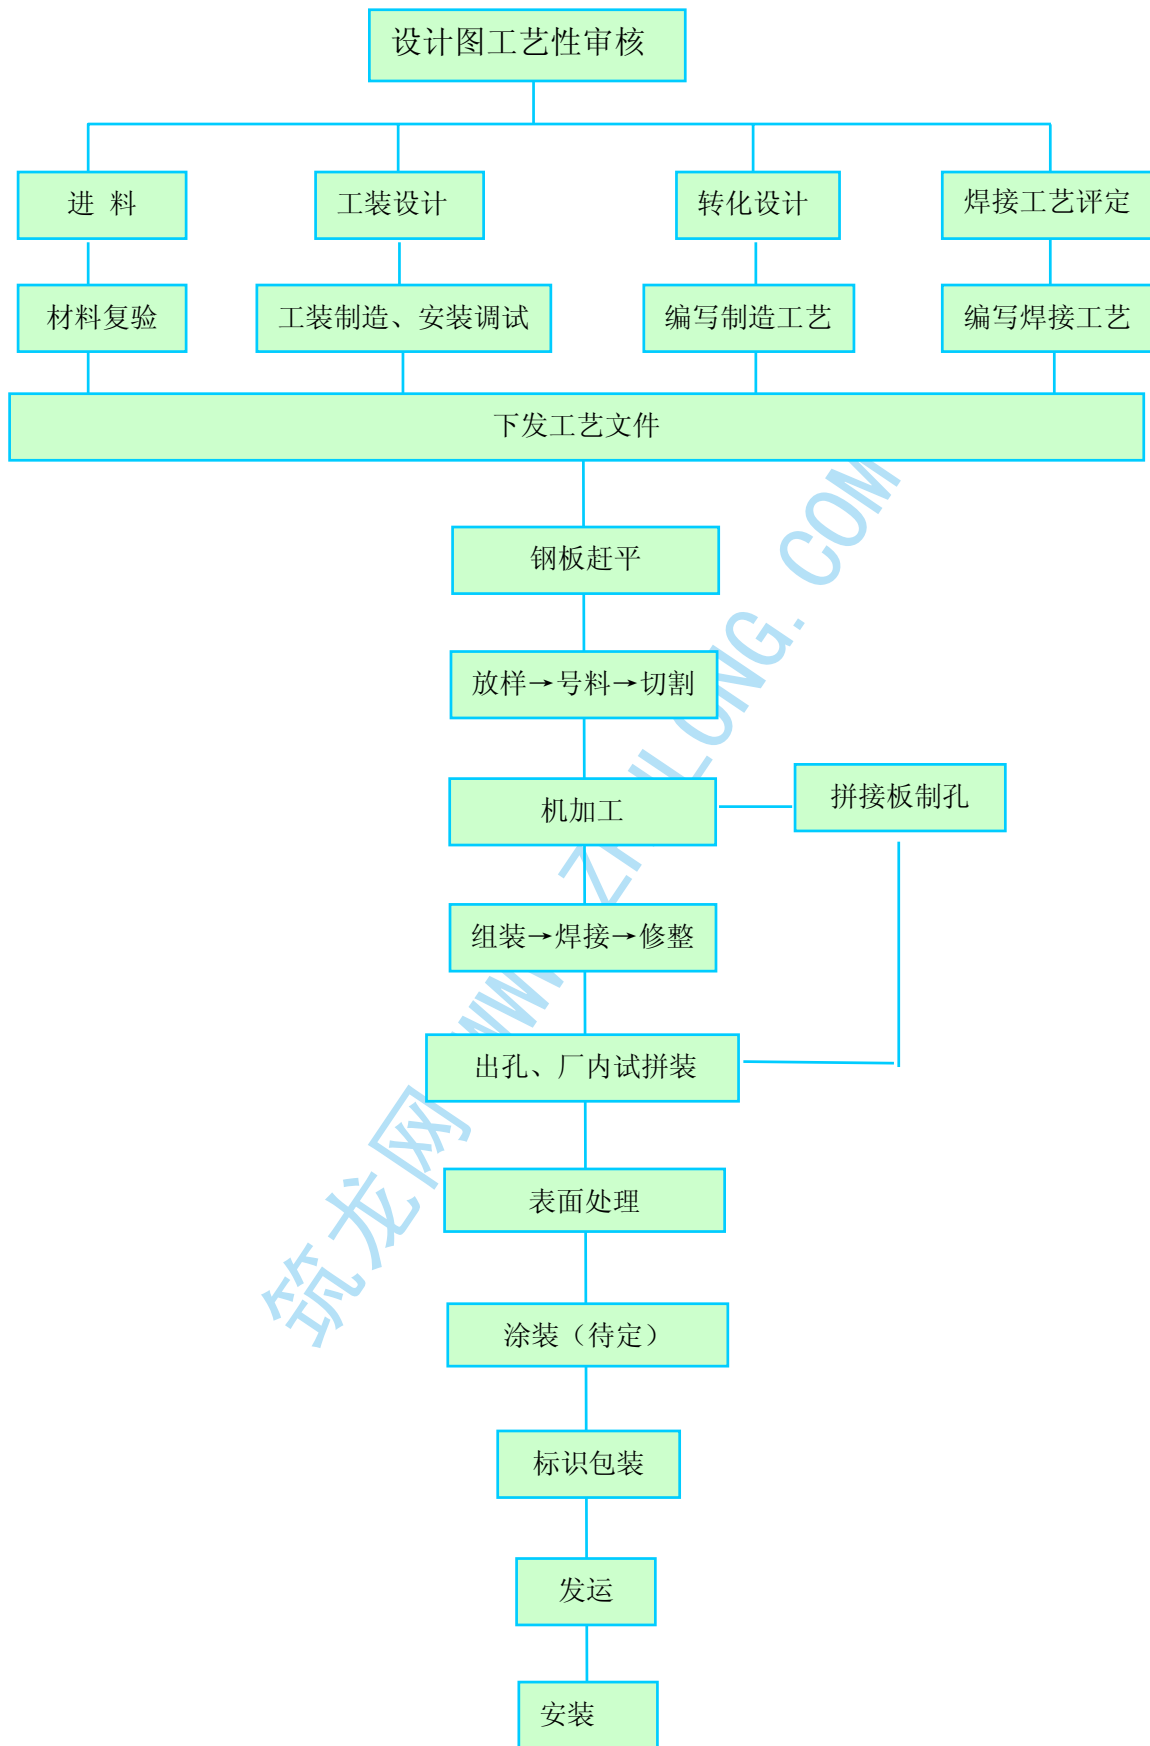 设计图工艺性审核
进 料 工装设计 转化设计 焊接工艺评定
材料复验 工装制造、安装调试 编写制造工艺 编写焊接工艺
下发工艺文件
钢板赶平
放样→号料→切割
机加工 拼接板制孔
组装→焊接→修整
出孔、厂内试拼装
表面处理
涂装（待定）
标识包装
发运
安装
筑龙网 WWW.ZHULONG.COM